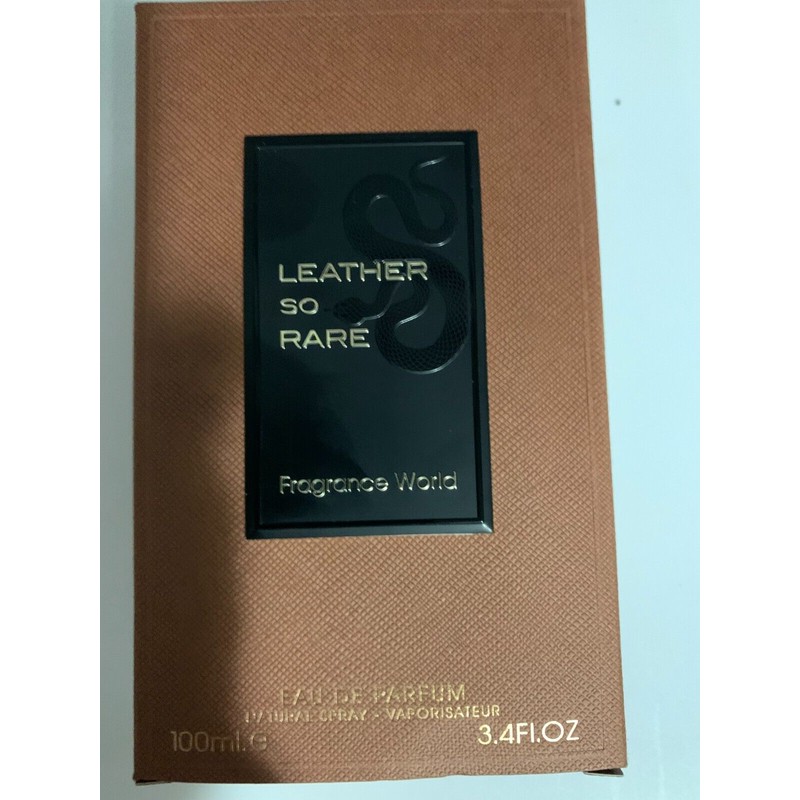 LEATHER
SO
RARE
Fragrance World
EAU DE PARFUM
NATURAL SPRAY - VAPORISATEUR
100ml.e 3.4Fl.OZ